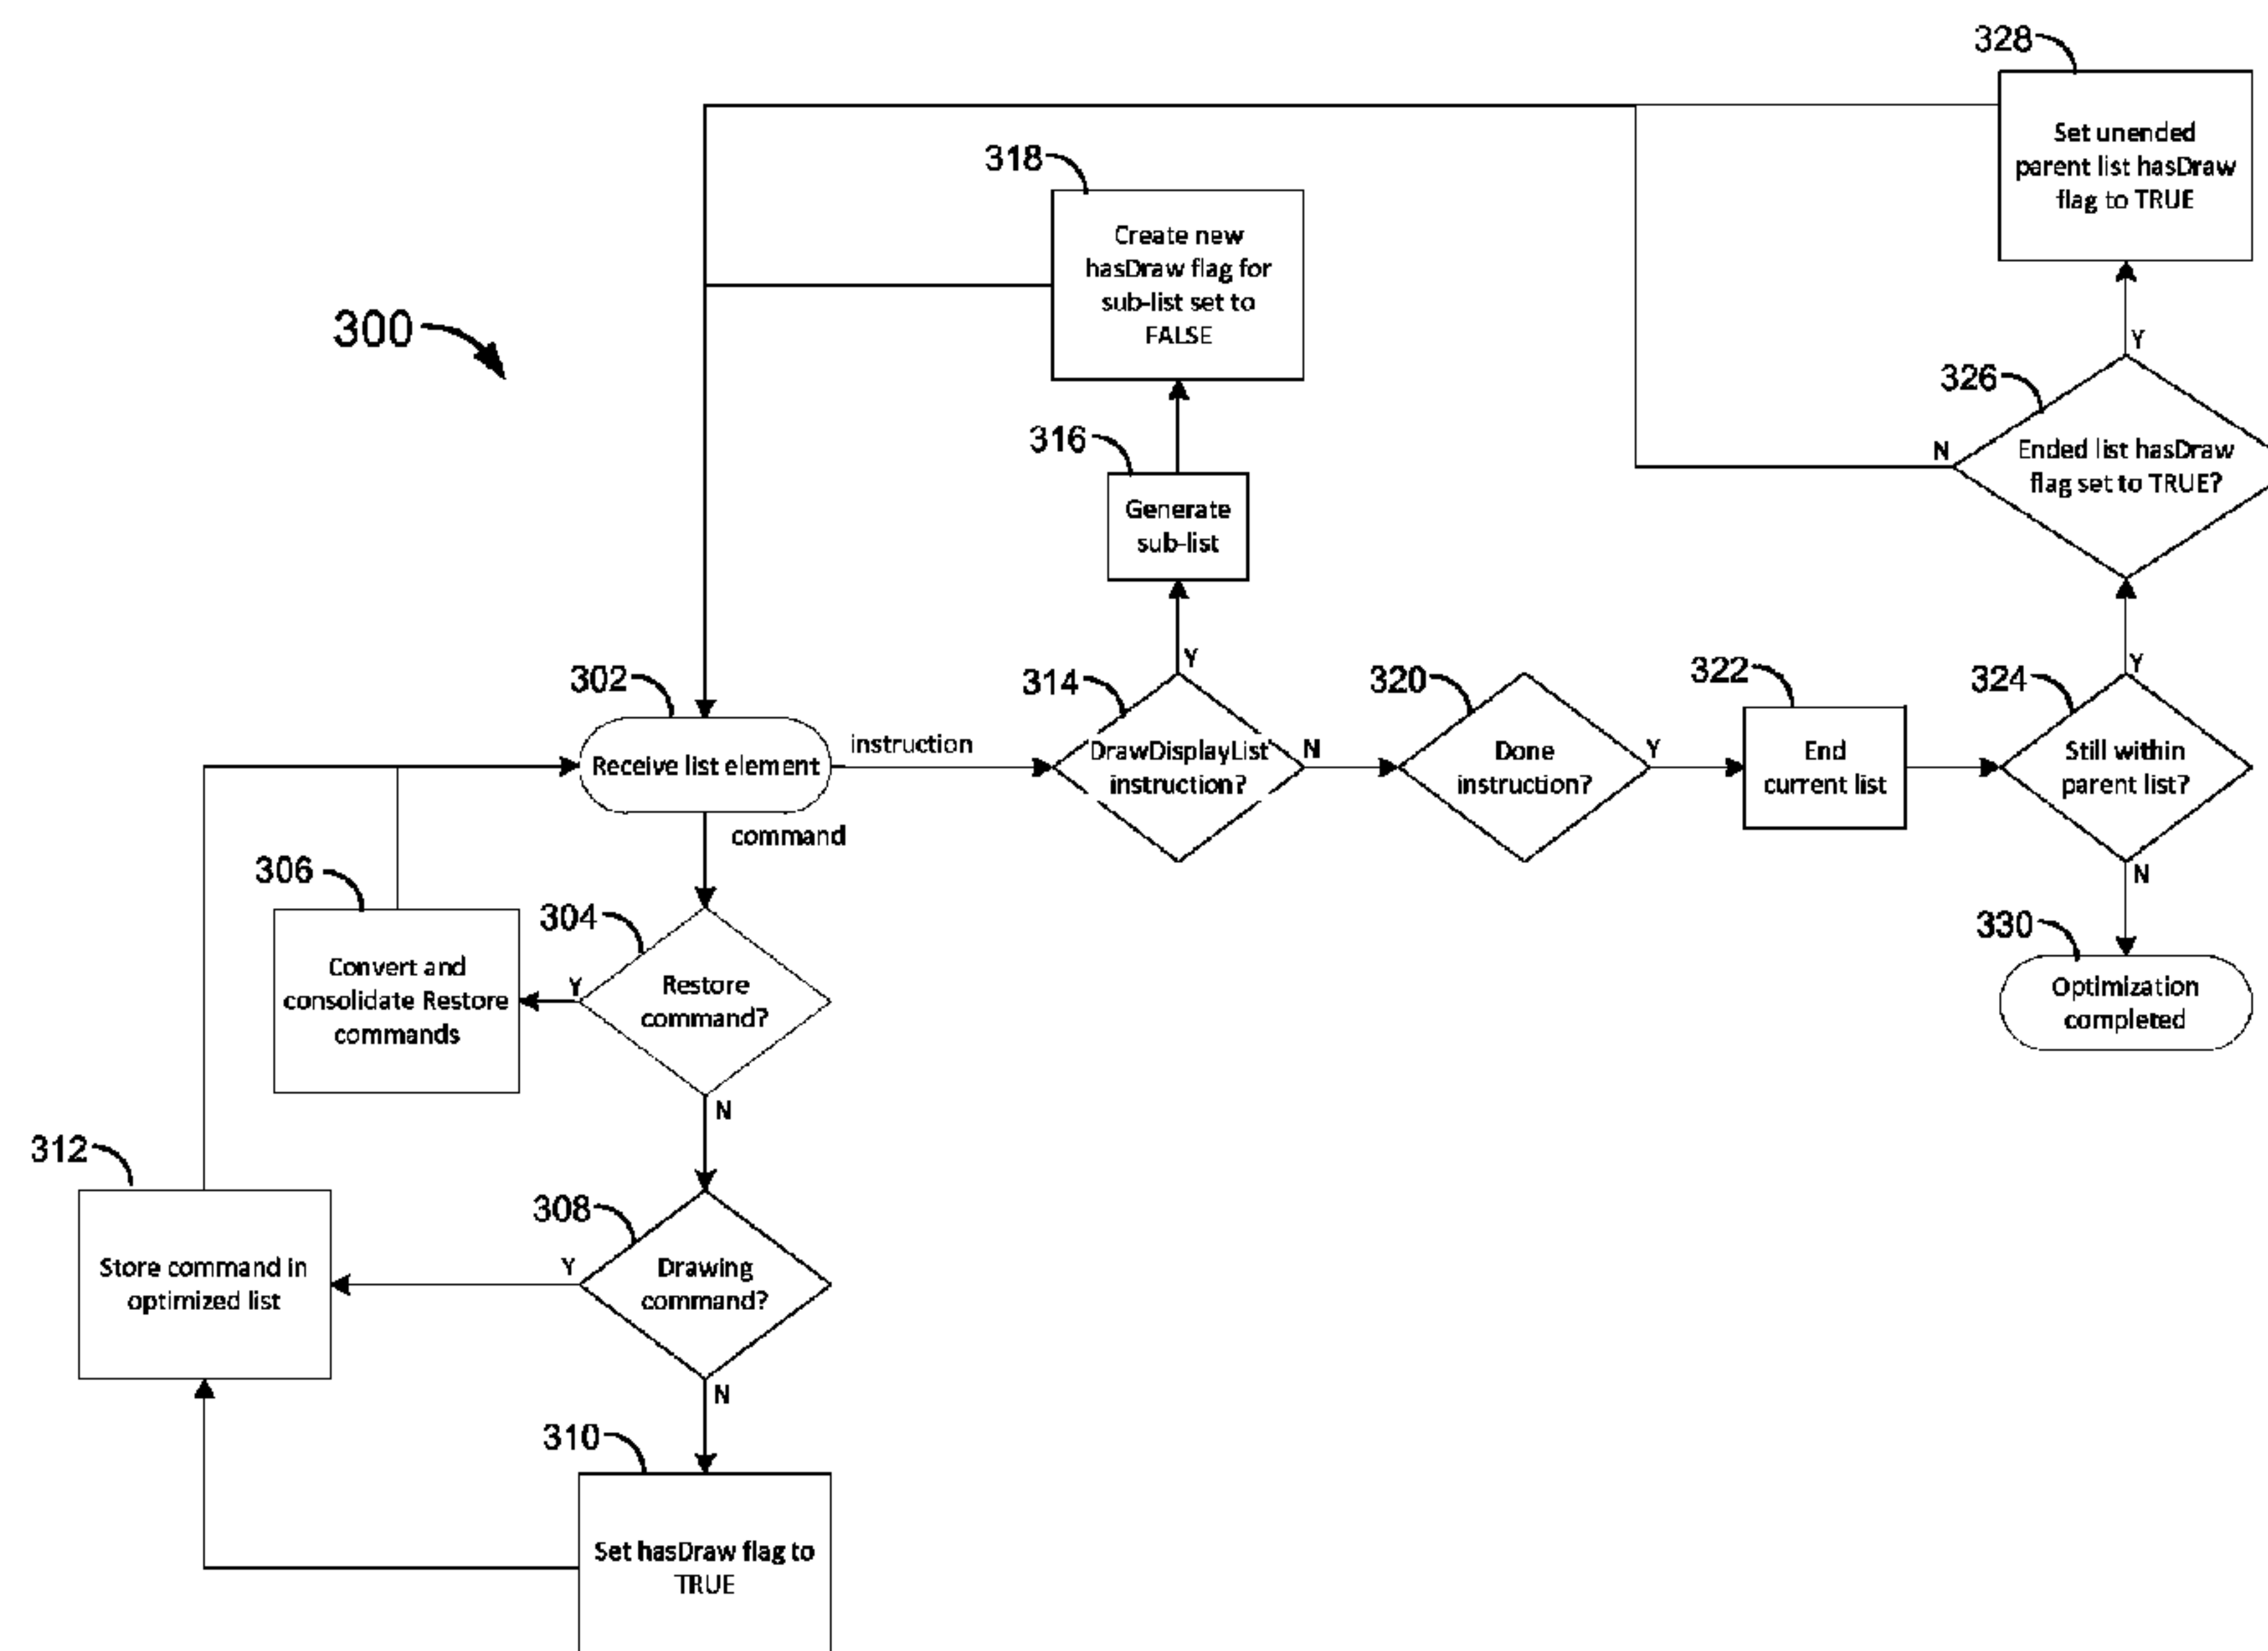 328
Set unended
parent list hasDraw
flag to TRUE
318
Create new
hasDraw flag for
sub-list set to
FALSE
300
Y
326
N
Ended list hasDraw
flag set to TRUE?
316
Generate
sub-list
302
Receive list element
instruction
command
314
Y
DrawDisplayList
instruction?
N
320
Done
instruction?
Y
322
End
current list
324
Y
Still within
parent list?
N
330
Optimization
completed
306
Convert and
consolidate Restore
commands
304
Y
Restore
command?
N
312
Store command in
optimized list
308
Y
Drawing
command?
N
310
Set hasDraw flag to
TRUE